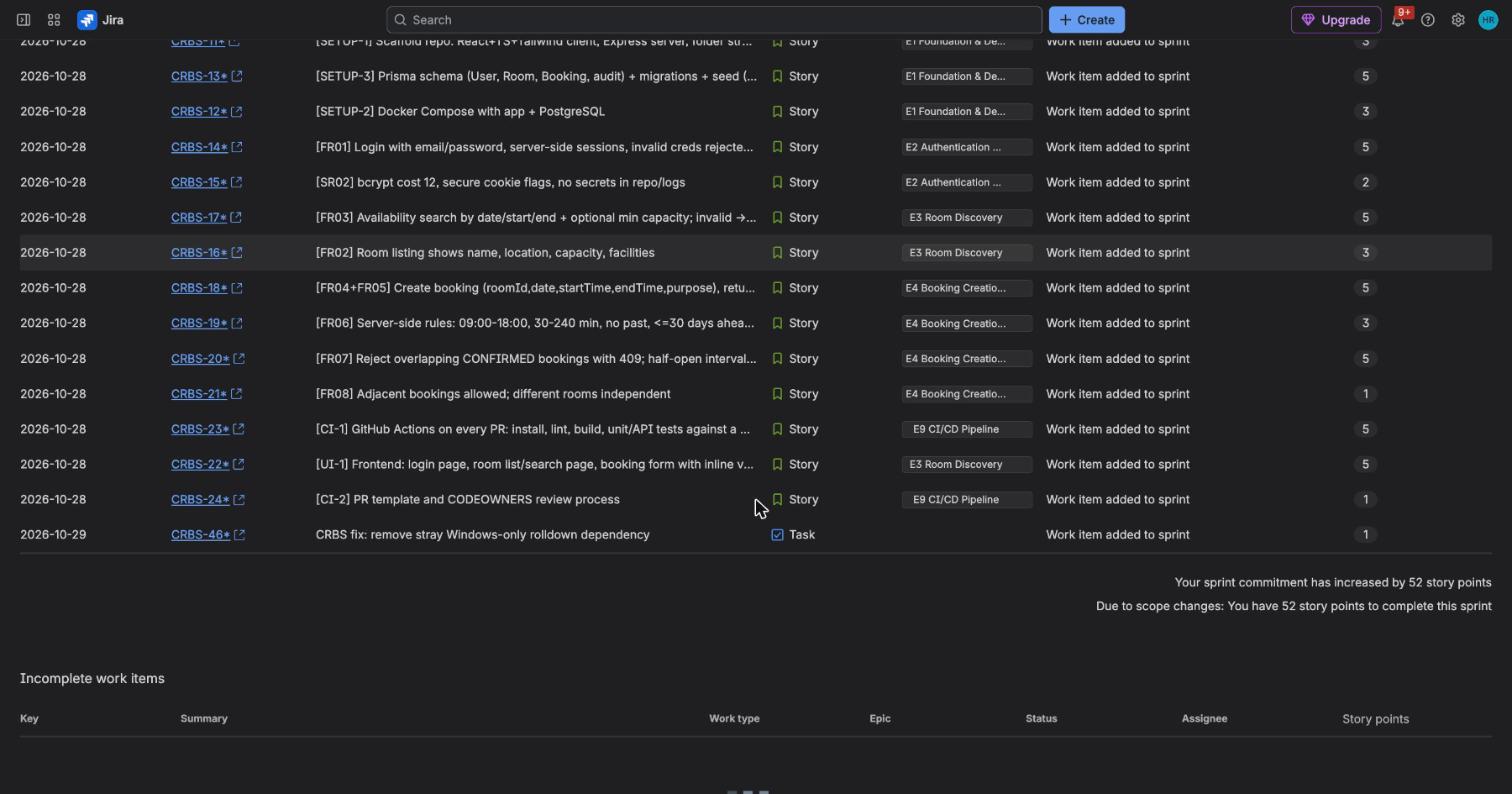 Jira
Search
Create
Upgrade
9+
HR
2026-10-28 CRBS-11* [SETUP-1] Scaffold repo: React+TS+Tailwind client, Express server, folder str... Story E1 Foundation & De... Work item added to sprint 3
2026-10-28 CRBS-13* [SETUP-3] Prisma schema (User, Room, Booking, audit) + migrations + seed (... Story E1 Foundation & De... Work item added to sprint 5
2026-10-28 CRBS-12* [SETUP-2] Docker Compose with app + PostgreSQL Story E1 Foundation & De... Work item added to sprint 3
2026-10-28 CRBS-14* [FR01] Login with email/password, server-side sessions, invalid creds rejecte... Story E2 Authentication ... Work item added to sprint 5
2026-10-28 CRBS-15* [SR02] bcrypt cost 12, secure cookie flags, no secrets in repo/logs Story E2 Authentication ... Work item added to sprint 2
2026-10-28 CRBS-17* [FR03] Availability search by date/start/end + optional min capacity; invalid →... Story E3 Room Discovery Work item added to sprint 5
2026-10-28 CRBS-16* [FR02] Room listing shows name, location, capacity, facilities Story E3 Room Discovery Work item added to sprint 3
2026-10-28 CRBS-18* [FR04+FR05] Create booking (roomId,date,startTime,endTime,purpose), retu... Story E4 Booking Creatio... Work item added to sprint 5
2026-10-28 CRBS-19* [FR06] Server-side rules: 09:00-18:00, 30-240 min, no past, <=30 days ahea... Story E4 Booking Creatio... Work item added to sprint 3
2026-10-28 CRBS-20* [FR07] Reject overlapping CONFIRMED bookings with 409; half-open interval... Story E4 Booking Creatio... Work item added to sprint 5
2026-10-28 CRBS-21* [FR08] Adjacent bookings allowed; different rooms independent Story E4 Booking Creatio... Work item added to sprint 1
2026-10-28 CRBS-23* [CI-1] GitHub Actions on every PR: install, lint, build, unit/API tests against a ... Story E9 CI/CD Pipeline Work item added to sprint 5
2026-10-28 CRBS-22* [UI-1] Frontend: login page, room list/search page, booking form with inline v... Story E3 Room Discovery Work item added to sprint 5
2026-10-28 CRBS-24* [CI-2] PR template and CODEOWNERS review process Story E9 CI/CD Pipeline Work item added to sprint 1
2026-10-29 CRBS-46* CRBS fix: remove stray Windows-only rolldown dependency Task Work item added to sprint 1
Your sprint commitment has increased by 52 story points
Due to scope changes: You have 52 story points to complete this sprint
Incomplete work items
Key Summary Work type Epic Status Assignee Story points